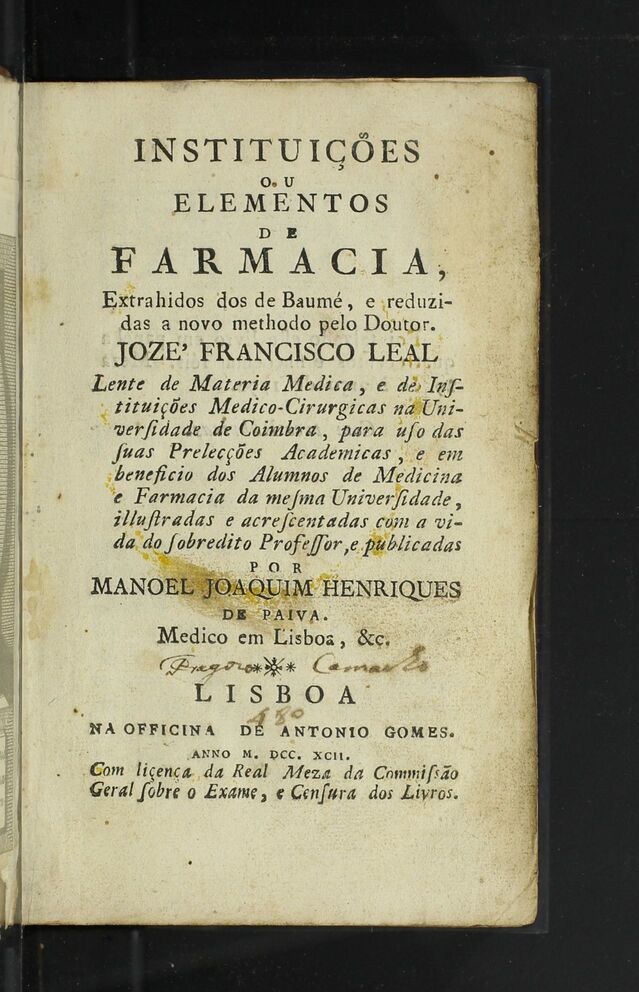 INSTITUIÇÕES
OU
ELEMENTOS
DE
FARMACIA,
Extrahidos dos de Baumé, e reduzi-
das a novo methodo pelo Doutor.
JOZE' FRANCISCO LEAL
Lente de Materia Medica, e de Inſ-
tituições Medico-Cirurgicas na Uni-
verſidade de Coimbra, para uſo das
ſuas Prelecções Academicas, e em
beneficio dos Alumnos de Medicina
e Farmacia da meſma Univerſidade,
illuſtradas e acreſcentadas com a vi-
da do ſobredito Profeſſor, e publicadas
POR
MANOEL JOAQUIM HENRIQUES
DE PAIVA.
Medico em Lisboa, &c.
LISBOA
480
NA OFFICINA DE ANTONIO GOMES.
ANNO M. DCC. XCII.
Com liçença da Real Meza da Commiſsão
Geral ſobre o Exame, e Cenſura dos Livros.